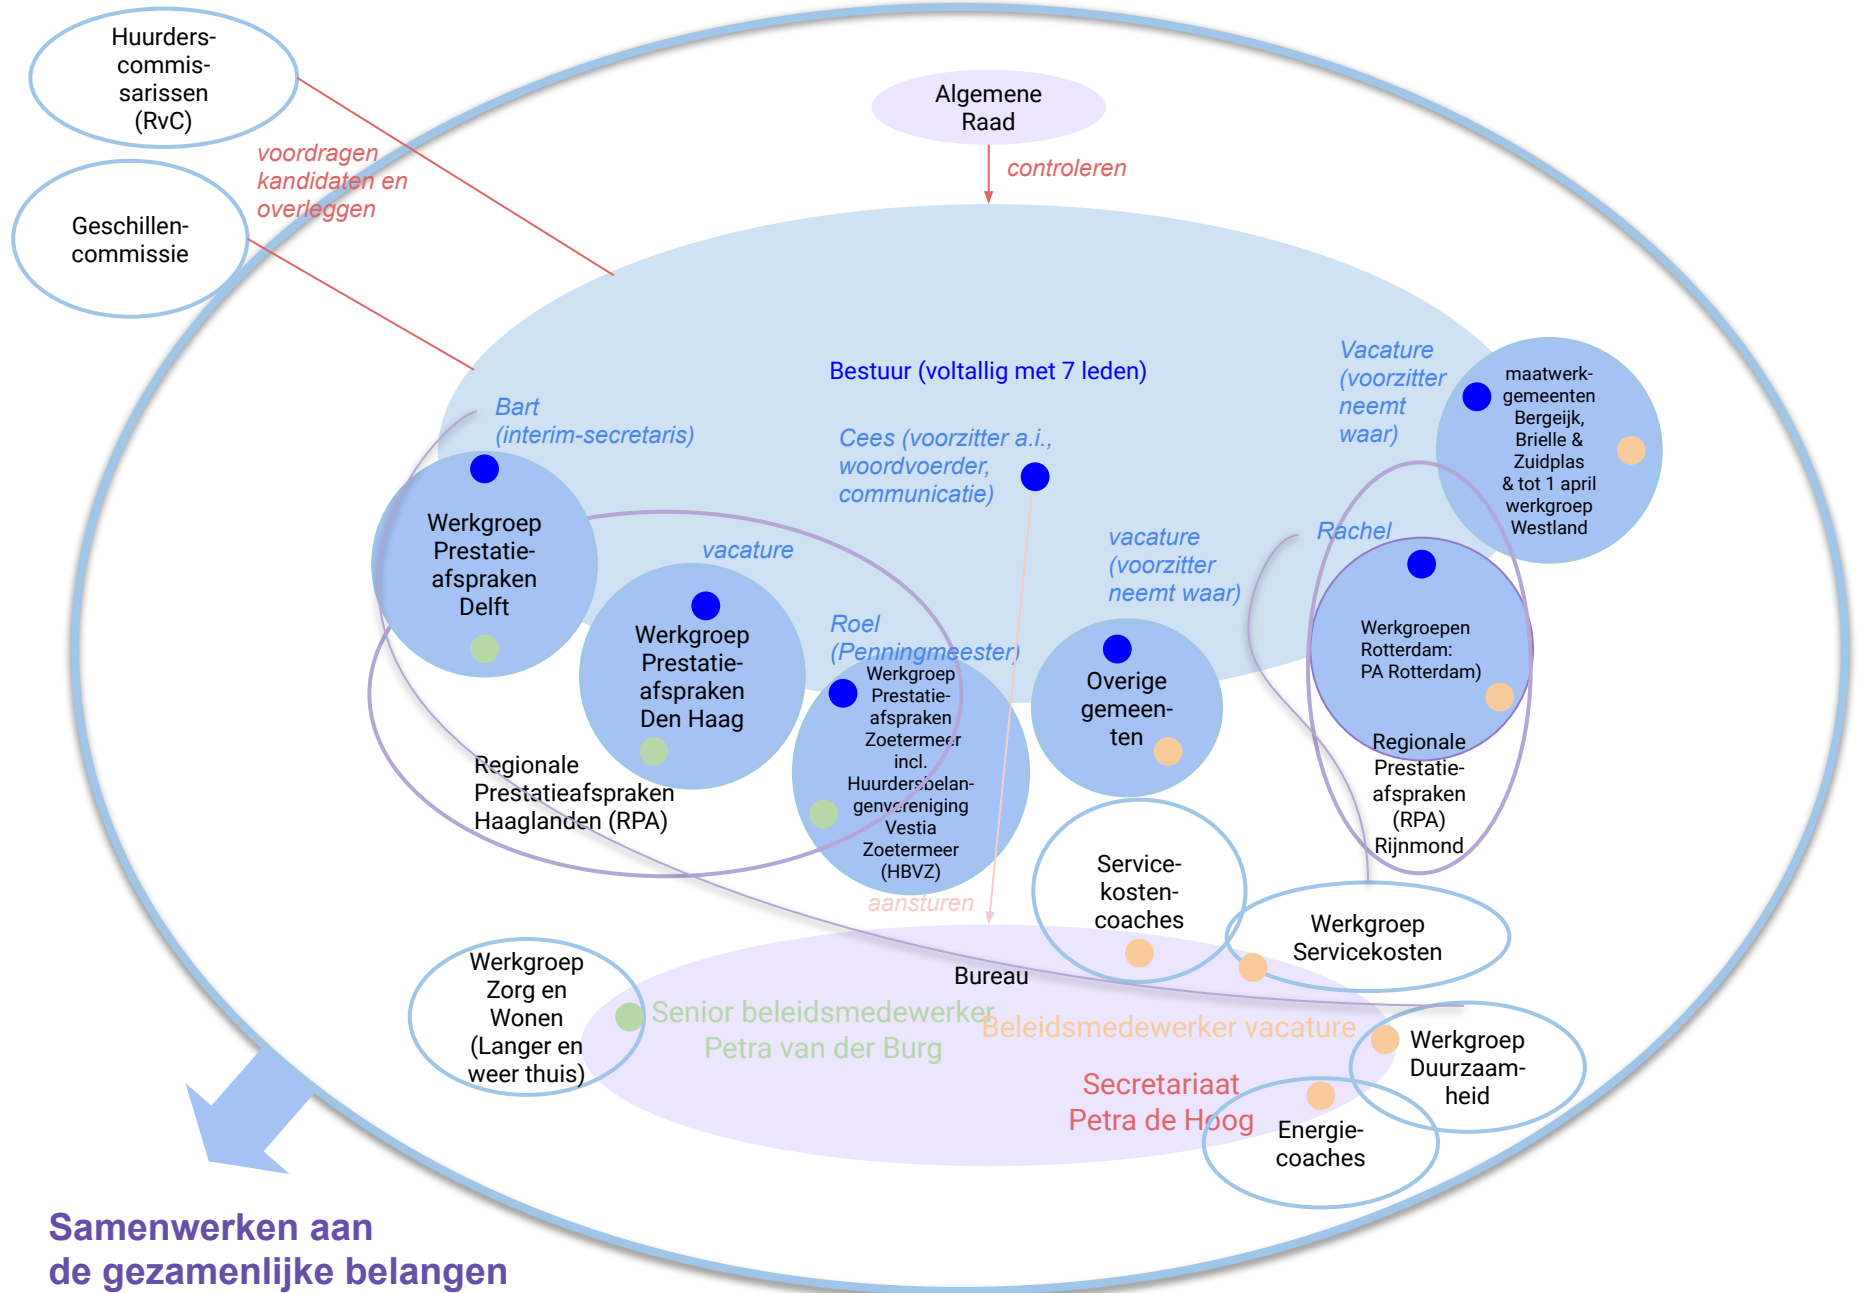 Huurders-
commis-
sarissen
(RvC)
Algemene
Raad
voordragen
kandidaten en
overleggen
controleren
Geschillen-
commissie
Bestuur (voltallig met 7 leden)
Bart
(interim-secretaris)
Cees (voorzitter a.i.,
woordvoerder,
communicatie)
Vacature
(voorzitter
neemt
waar)
maatwerk-
gemeenten
Bergeijk,
Brielle &
Zuidplas
& tot 1 april
werkgroep
Westland
Werkgroep
Prestatie-
afspraken
Delft
vacature
vacature
(voorzitter
neemt waar)
Rachel
Werkgroep
Prestatie-
afspraken
Den Haag
Roel
(Penningmeester)
Werkgroep
Prestatie-
afspraken
Zoetermeer
incl.
Huurdersbelan-
genvereniging
Vestia
Zoetermeer
(HBVZ)
Overige
gemeen-
ten
Werkgroepen
Rotterdam:
PA Rotterdam)
Regionale
Prestatieafspraken
Haaglanden (RPA)
Regionale
Prestatie-
afspraken
(RPA)
Rijnmond
aansturen
Service-
kosten-
coaches
Werkgroep
Servicekosten
Werkgroep
Zorg en
Wonen
(Langer en
weer thuis)
Bureau
Senior beleidsmedewerker
Petra van der Burg
Beleidsmedewerker vacature
Werkgroep
Duurzaam-
heid
Secretariaat
Petra de Hoog
Energie-
coaches
Samenwerken aan
de gezamenlijke belangen